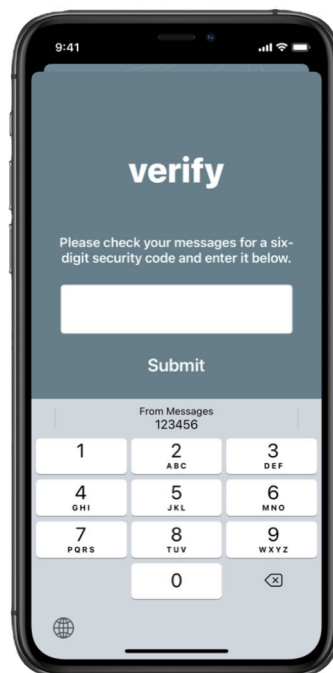 9:41
verify
Please check your messages for a six-
digit security code and enter it below.
Submit
From Messages
123456
1
2
ABC
3
DEF
4
GHI
5
JKL
6
MNO
7
PQRS
8
TUV
9
WXYZ
0